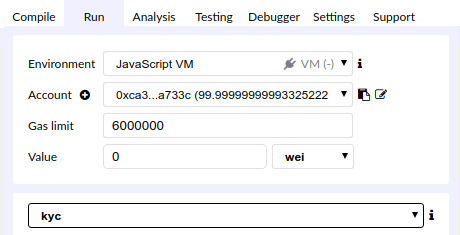 Compile Run Analysis Testing Debugger Settings Support
Environment JavaScript VM VM (-) i
Account 0xca3...a733c (99.99999999993325222
Gas limit 6000000
Value 0 wei
kyc i